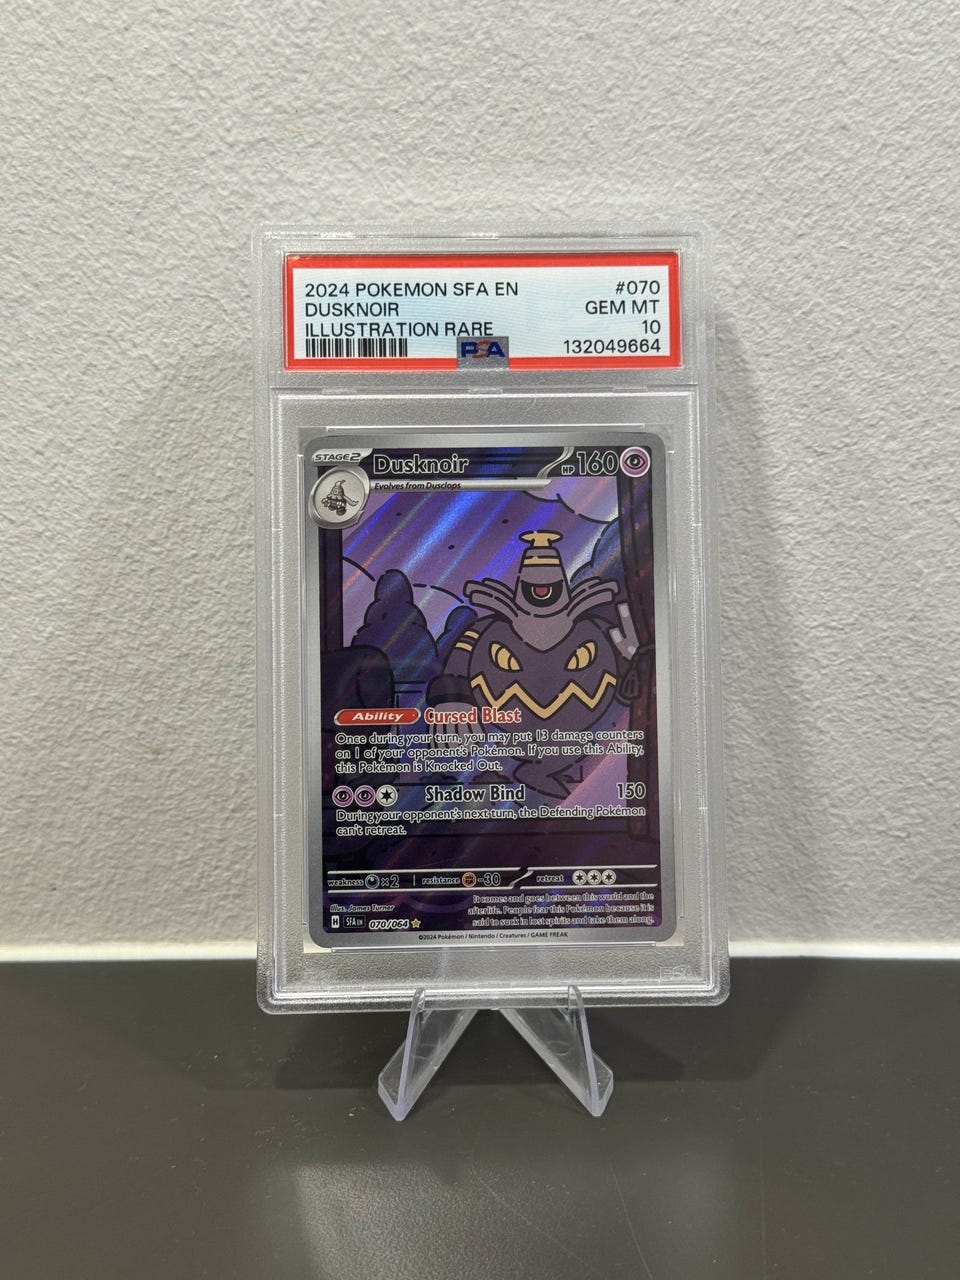 2024 POKEMON SFA EN #070
DUSKNOIR GEM MT
ILLUSTRATION RARE 10
PSA 132049664
STAGE2 Dusknoir HP 160
Evolves from Dusclops
Ability Cursed Blast
Once during your turn, you may put 13 damage counters
on 1 of your opponent's Pokémon. If you use this Ability,
this Pokémon is Knocked Out.
Shadow Bind 150
During your opponent's next turn, the Defending Pokémon
can't retreat.
weakness ×2 resistance -30 retreat
It comes and goes between this world and the
Illus. James Turner afterlife. People fear this Pokémon because it is
H SFA EN 070/064 said to suck in lost spirits and take them along.
©2024 Pokémon / Nintendo / Creatures / GAME FREAK
PSA